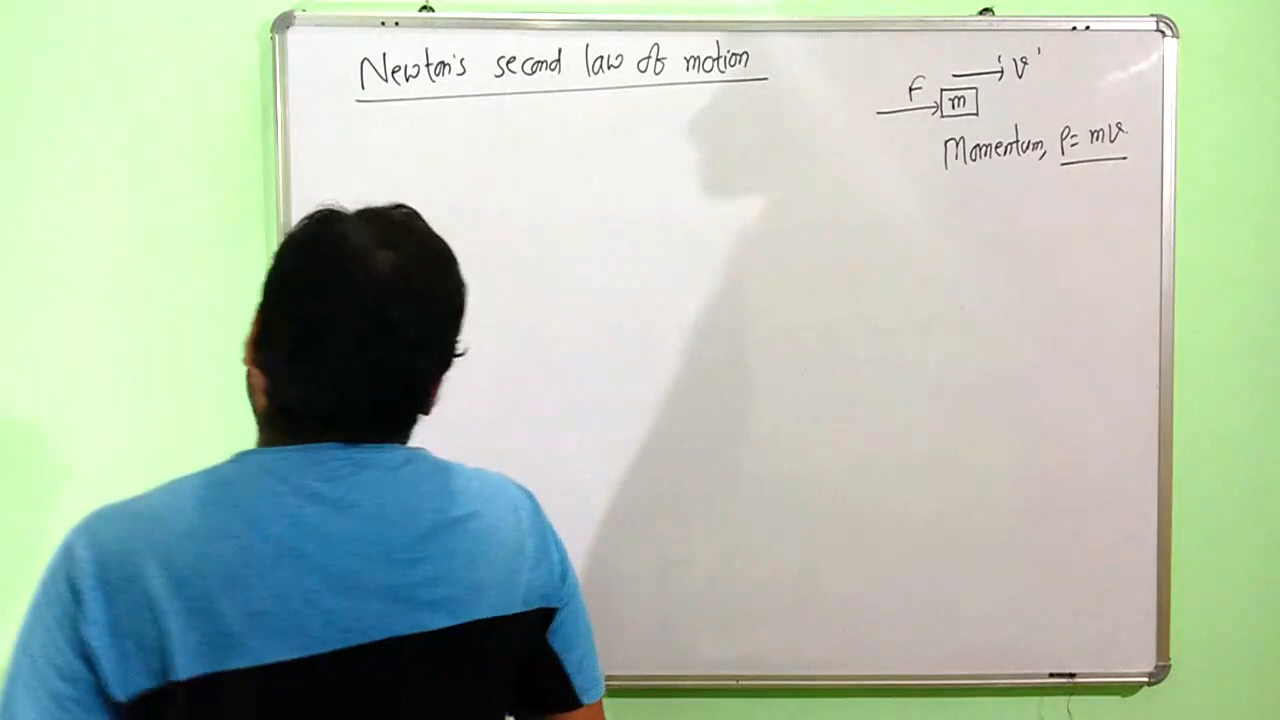 Newton's second law of motion
'v'
F
m
Momentum, P = mv